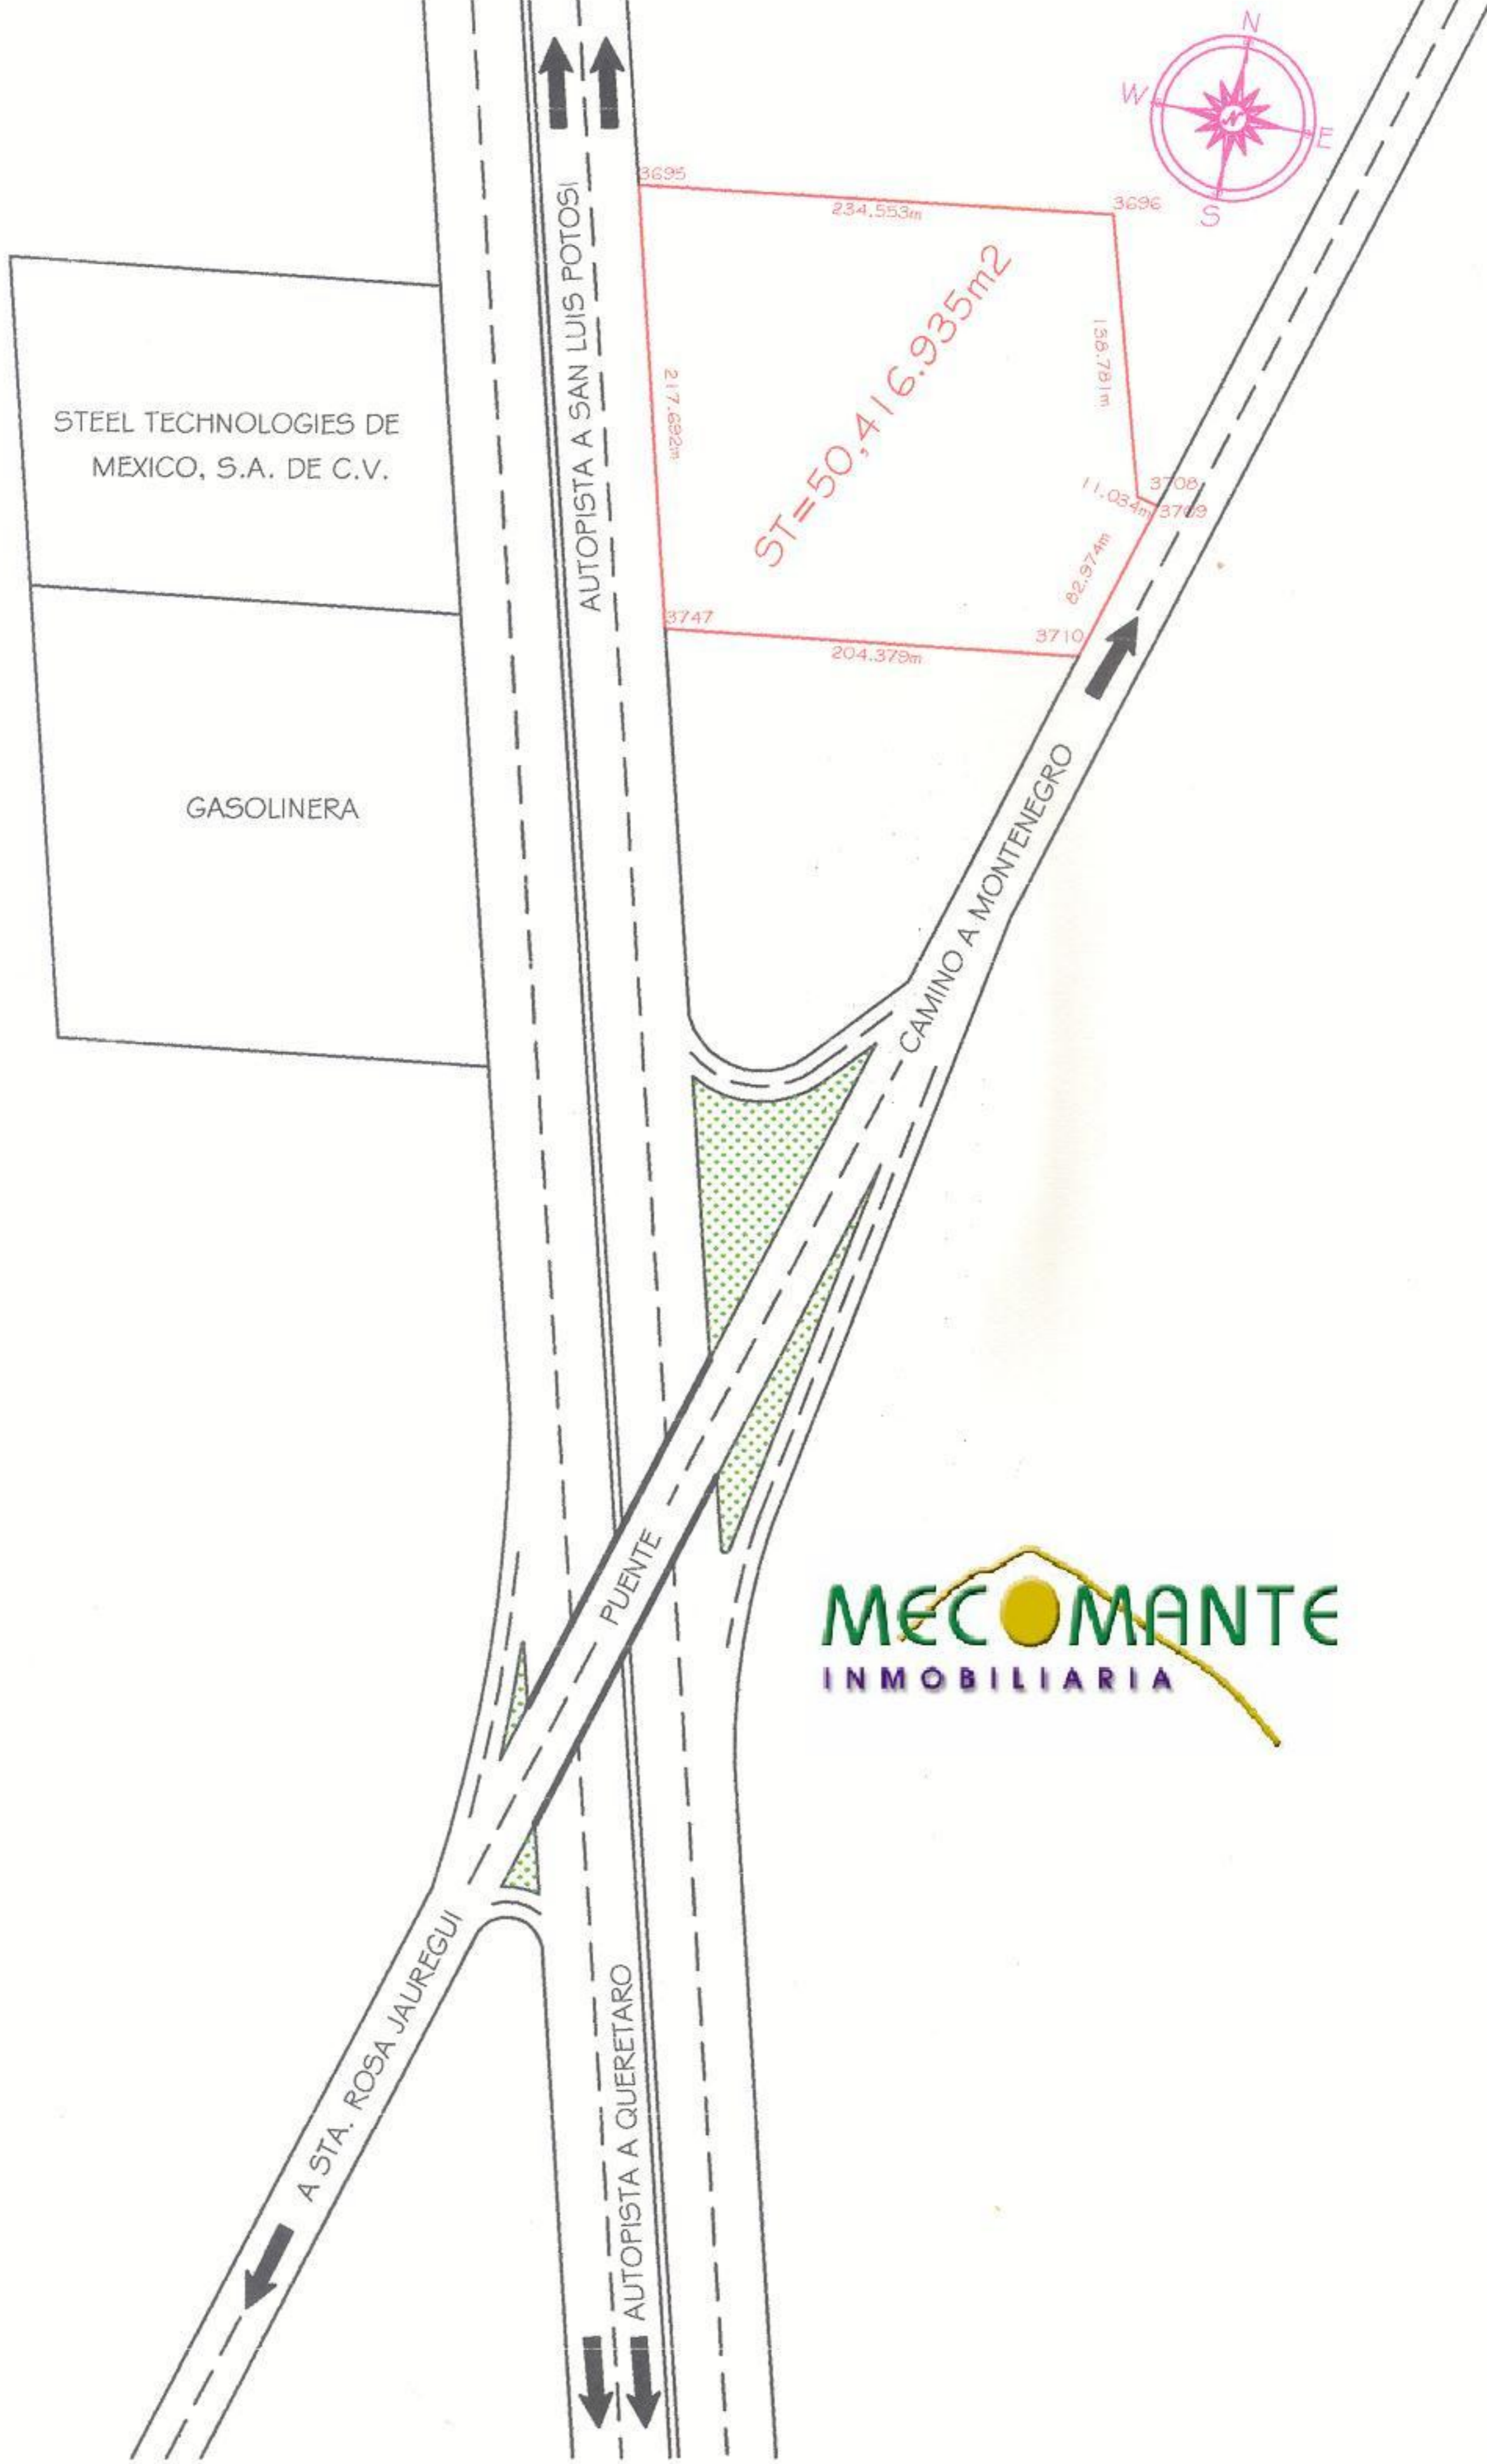 N
W
E
S
3695
234.553m
3696
AUTOPISTA A SAN LUIS POTOSI
217.692m
ST=50,416.935m2
138.781m
STEEL TECHNOLOGIES DE
MEXICO, S.A. DE C.V.
3708
11.034m
3709
82.974m
3747
204.379m
3710
GASOLINERA
CAMINO A MONTENEGRO
PUENTE
MECOMANTE
INMOBILIARIA
A STA. ROSA JAUREGUI
AUTOPISTA A QUERETARO